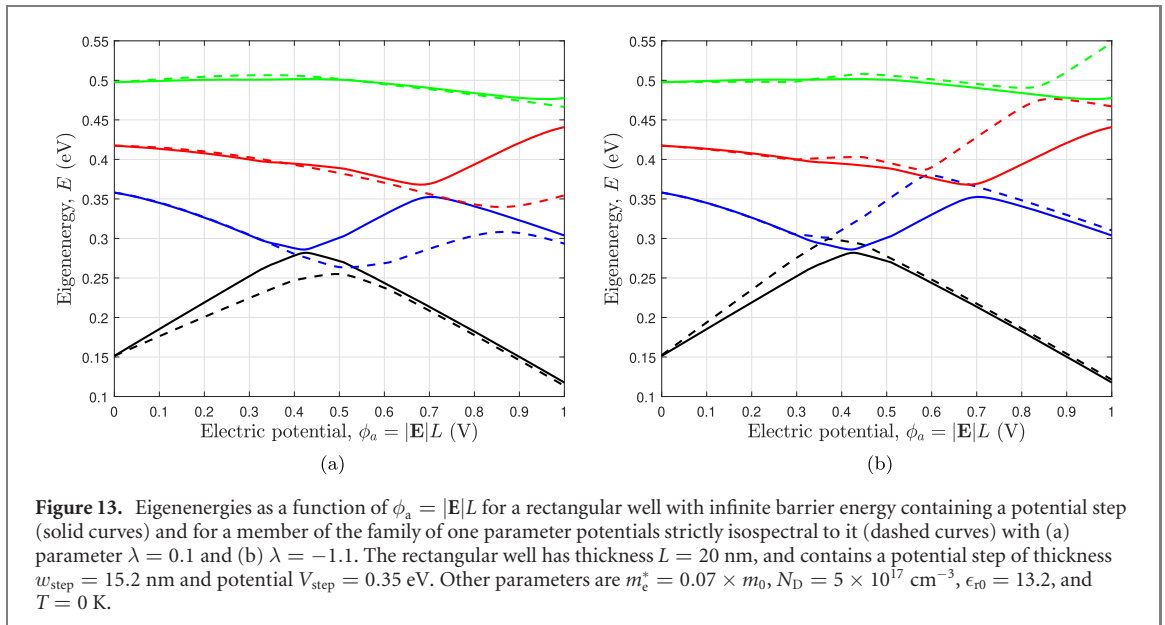 0.55
0.5
0.45
0.4
0.35
0.3
0.25
0.2
0.15
0.1
Eigenenergy, E (eV)
0 0.1 0.2 0.3 0.4 0.5 0.6 0.7 0.8 0.9 1
Electric potential, ϕₐ = |𝐄|L (V)
(a)
0.55
0.5
0.45
0.4
0.35
0.3
0.25
0.2
0.15
0.1
Eigenenergy, E (eV)
0 0.1 0.2 0.3 0.4 0.5 0.6 0.7 0.8 0.9 1
Electric potential, ϕₐ = |𝐄|L (V)
(b)
Figure 13. Eigenenergies as a function of ϕₐ = |𝐄|L for a rectangular well with infinite barrier energy containing a potential step
(solid curves) and for a member of the family of one parameter potentials strictly isospectral to it (dashed curves) with (a)
parameter λ = 0.1 and (b) λ = −1.1. The rectangular well has thickness L = 20 nm, and contains a potential step of thickness
w_step = 15.2 nm and potential V_step = 0.35 eV. Other parameters are m*_e = 0.07 × m₀, N_D = 5 × 10¹⁷ cm⁻³, ϵ_r0 = 13.2, and
T = 0 K.